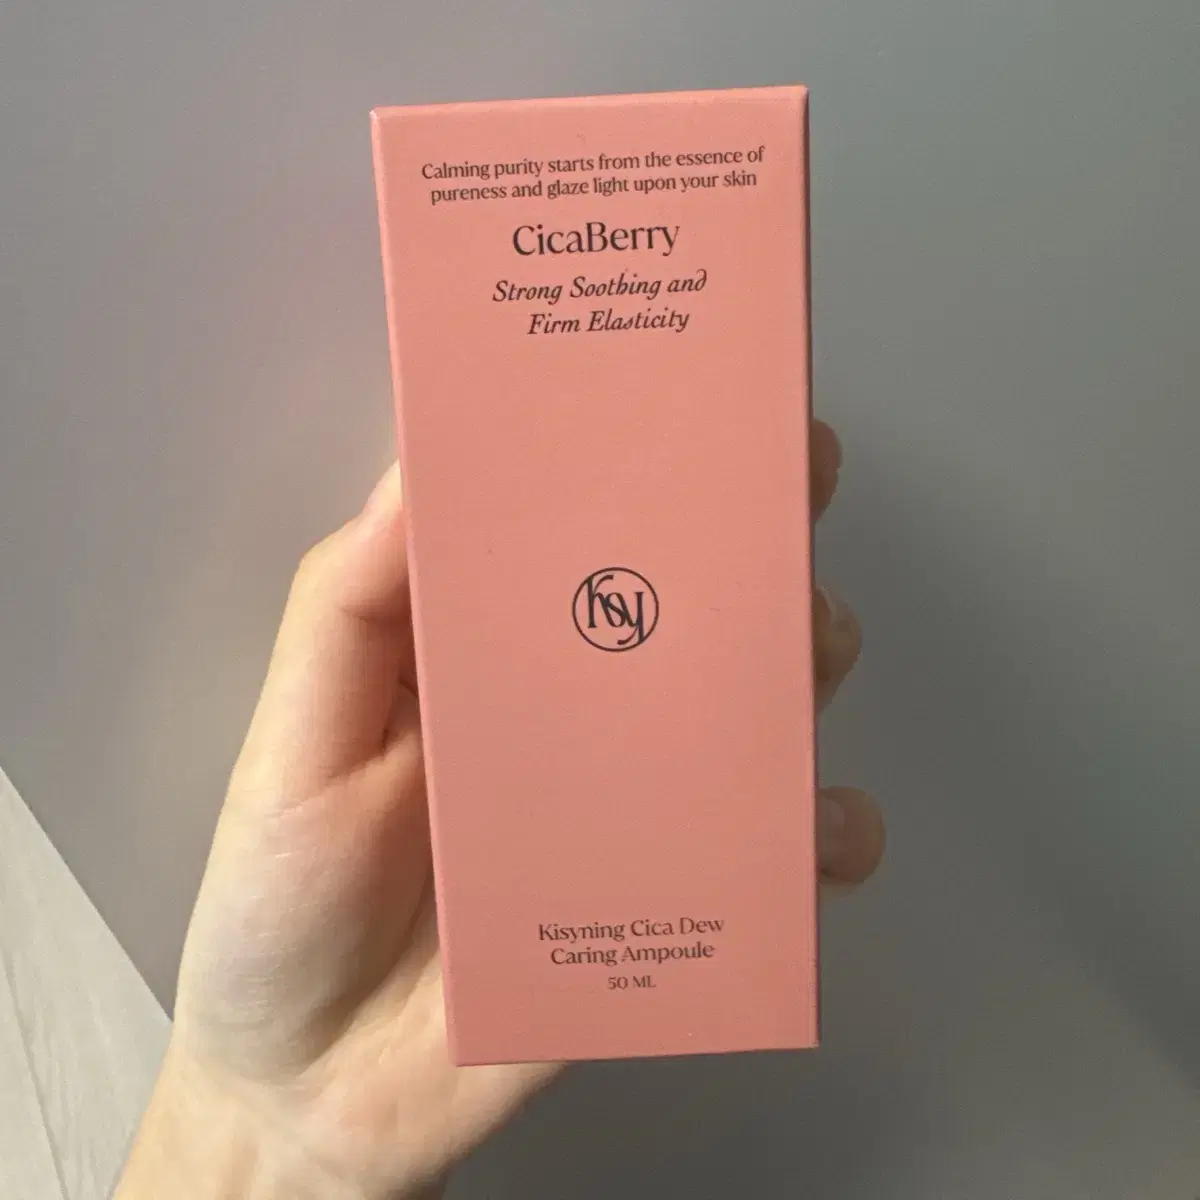 Calming purity starts from the essence of
pureness and glaze light upon your skin
CicaBerry
Strong Soothing and
Firm Elasticity
ksy
Kisyning Cica Dew
Caring Ampoule
50 ML